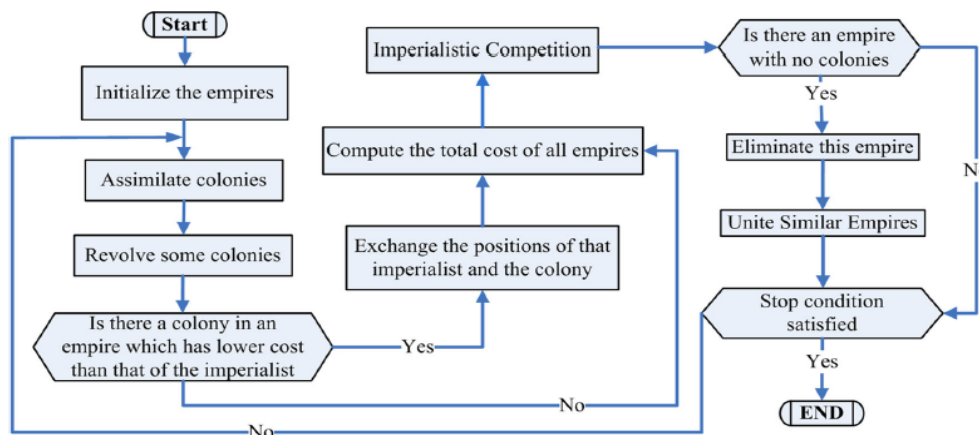 Start
Initialize the empires
Assimilate colonies
Revolve some colonies
Is there a colony in an
empire which has lower cost
than that of the imperialist
Yes
No
Exchange the positions of that
imperialist and the colony
Compute the total cost of all empires
Imperialistic Competition
Is there an empire
with no colonies
Yes
No
Eliminate this empire
Unite Similar Empires
Stop condition
satisfied
Yes
No
END